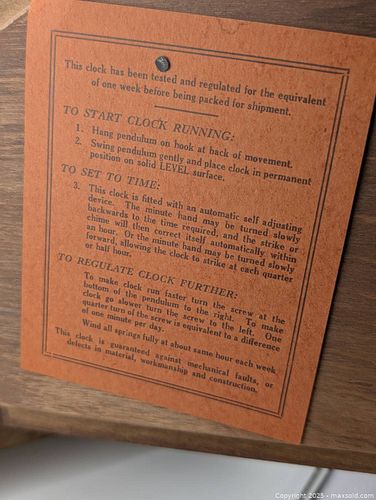 This clock has been tested and regulated for the equivalent
of one week before being packed for shipment.
TO START CLOCK RUNNING:
1. Hang pendulum on hook at back of movement.
2. Swing pendulum gently and place clock in permanent
position on solid LEVEL surface.
TO SET TO TIME:
3. This clock is fitted with an automatic self adjusting
device. The minute hand may be turned slowly
backwards to the time required, and the strike or
chime will then correct itself automatically within
an hour. Or the minute hand may be turned slowly
forward, allowing the clock to strike at each quarter
or half hour.
TO REGULATE CLOCK FURTHER:
To make clock run faster turn the screw at the
bottom of the pendulum to the right. To make
clock go slower turn the screw to the left. One
quarter turn of the screw is equivalent to a difference
of one minute per day.
Wind all springs fully at about same hour each week.
This clock is guaranteed against mechanical faults, or
defects in material, workmanship and construction.
Copyright 2025 - maxsold.com